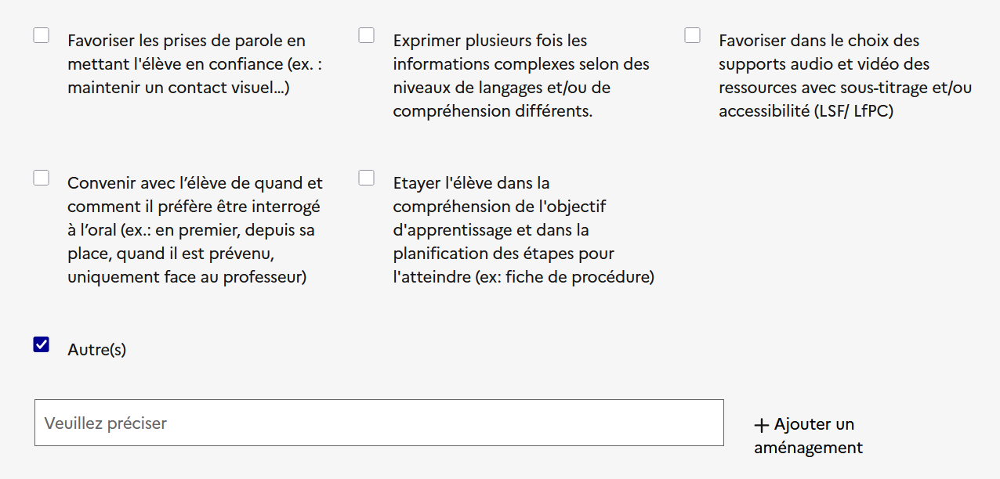 Favoriser les prises de parole en
mettant l'élève en confiance (ex. :
maintenir un contact visuel...)
Exprimer plusieurs fois les
informations complexes selon des
niveaux de langages et/ou de
compréhension différents.
Favoriser dans le choix des
supports audio et vidéo des
ressources avec sous-titrage et/ou
accessibilité (LSF/ LfPC)
Convenir avec l’élève de quand et
comment il préfère être interrogé
à l’oral (ex.: en premier, depuis sa
place, quand il est prévenu,
uniquement face au professeur)
Etayer l'élève dans la
compréhension de l'objectif
d'apprentissage et dans la
planification des étapes pour
l'atteindre (ex: fiche de procédure)
Autre(s)
Veuillez préciser
+ Ajouter un
aménagement